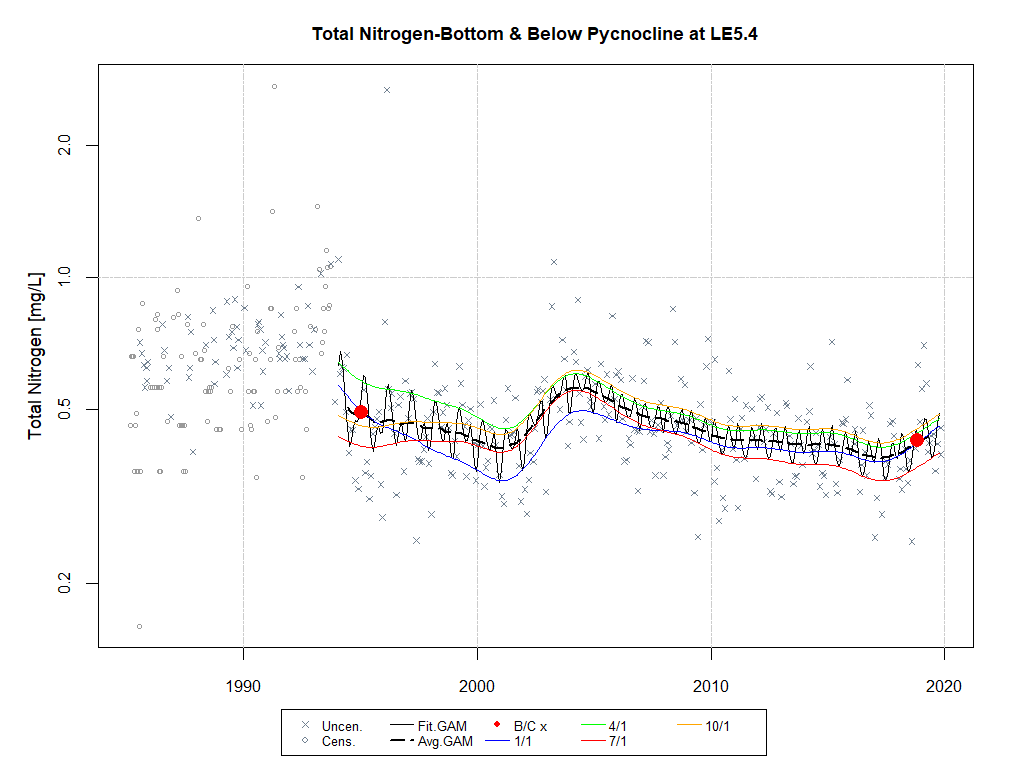 Total Nitrogen-Bottom & Below Pycnocline at LE5.4
Total Nitrogen [mg/L]
2.0
1.0
0.5
0.2
1990 2000 2010 2020
Uncen. Fit.GAM B/C x 4/1 10/1
Cens. Avg.GAM 1/1 7/1